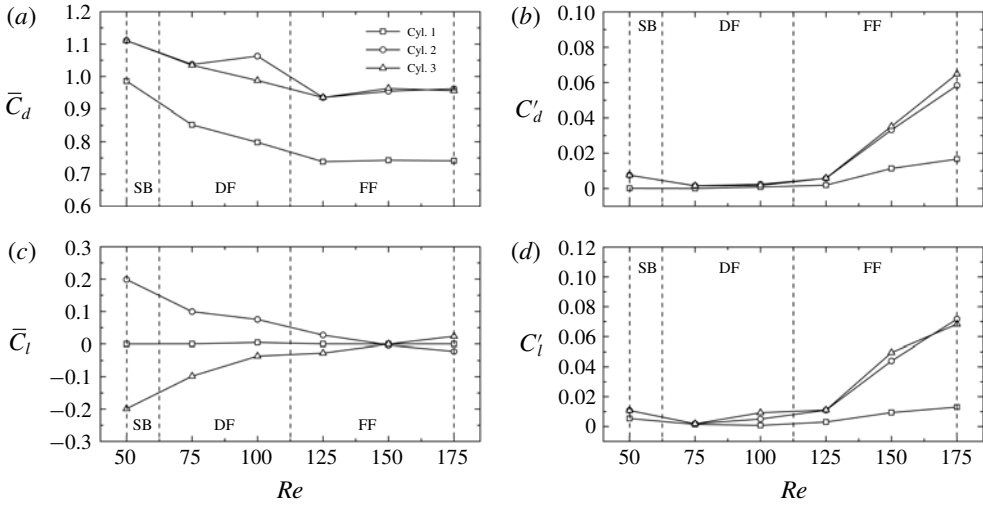 (a)
1.2
1.1
1.0
0.9
0.8
0.7
0.6
C̅d
SB
DF
FF
Cyl. 1
Cyl. 2
Cyl. 3
(b)
0.10
0.08
0.06
0.04
0.02
0
C′d
SB
DF
FF
(c)
0.3
0.2
0.1
0
−0.1
−0.2
−0.3
C̅l
SB
DF
FF
50 75 100 125 150 175
Re
(d)
0.12
0.10
0.08
0.06
0.04
0.02
0
C′l
SB
DF
FF
50 75 100 125 150 175
Re